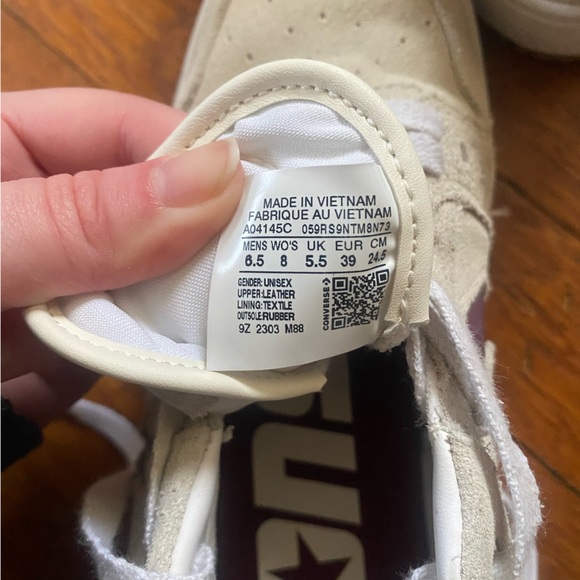 MADE IN VIETNAM
FABRIQUE AU VIETNAM
A04145C 059RS9NTM8N73
MENS WO'S UK EUR CM
6.5 8 5.5 39 24.5
GENDER:UNISEX
UPPER:LEATHER
LINING:TEXTILE
OUTSOLE:RUBBER
9Z 2303 M88
CONVERSE